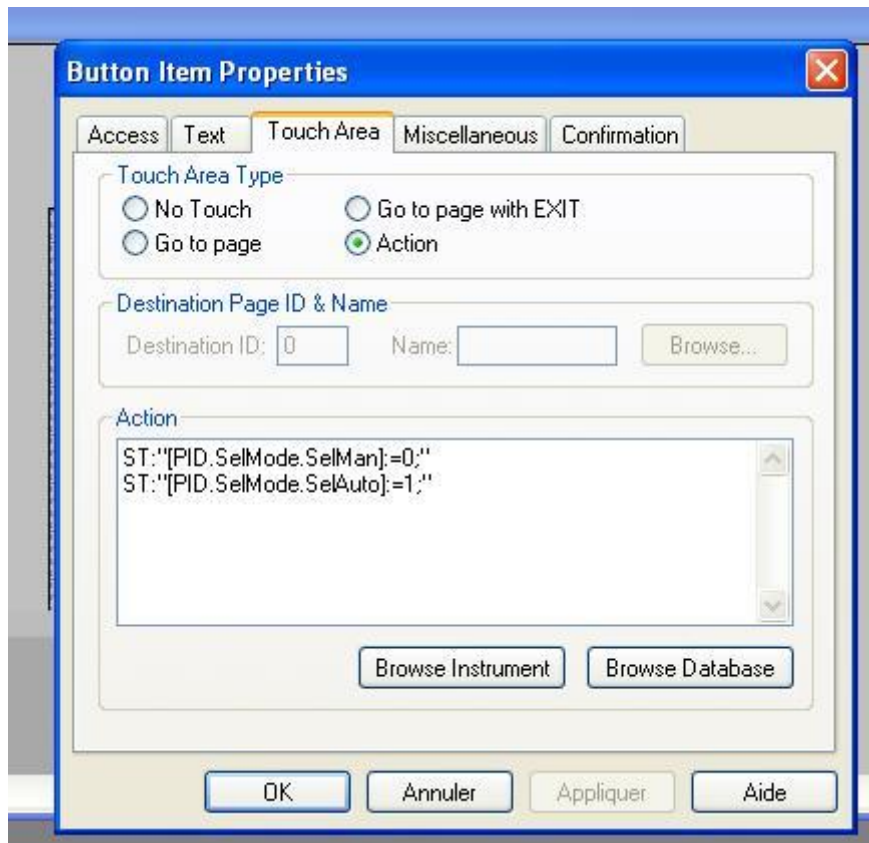 Button Item Properties
Access Text Touch Area Miscellaneous Confirmation
Touch Area Type
No Touch Go to page with EXIT
Go to page Action
Destination Page ID & Name
Destination ID: 0 Name: Browse...
Action
ST:"[PID.SelMode.SelMan]:=0;"
ST:"[PID.SelMode.SelAuto]:=1;"
Browse Instrument Browse Database
OK Annuler Appliquer Aide